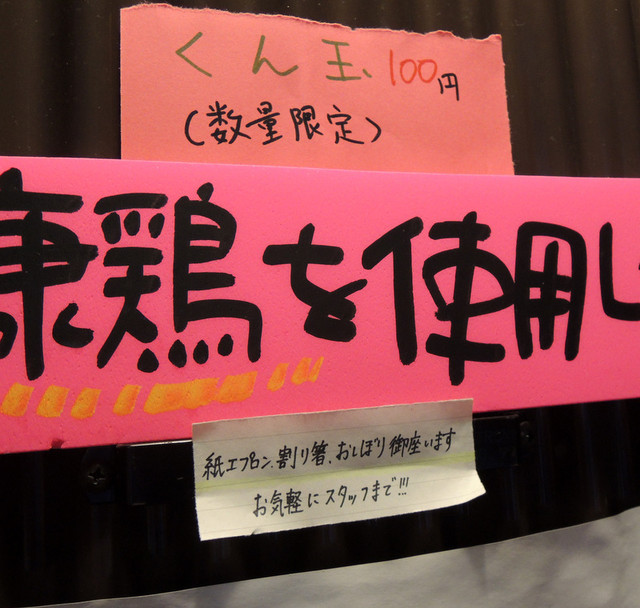 くん玉 100円
(数量限定)
康鶏を使用し
紙エプロン、割り箸、おしぼり御座います
お気軽にスタッフまで!!!